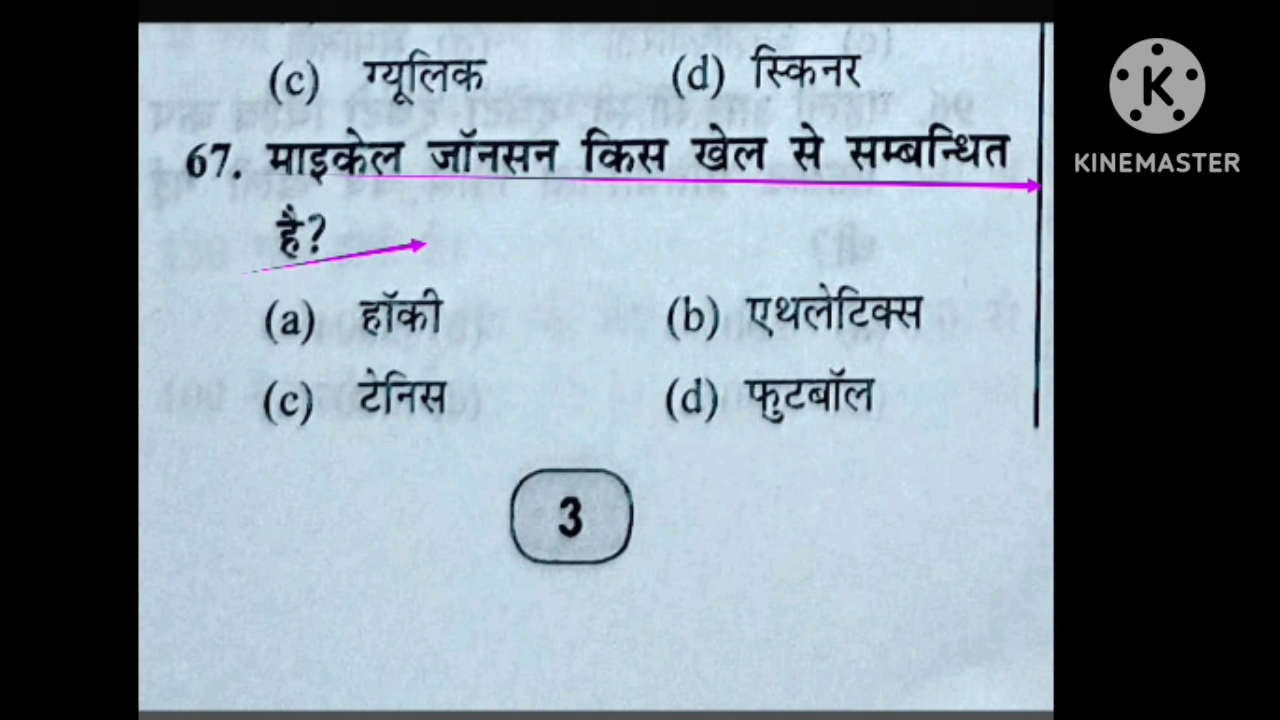 (c) ग्यूलिक (d) स्किनर
67. माइकेल जॉनसन किस खेल से सम्बन्धित
है?
(a) हॉकी (b) एथलेटिक्स
(c) टेनिस (d) फुटबॉल
3
K
KINEMASTER